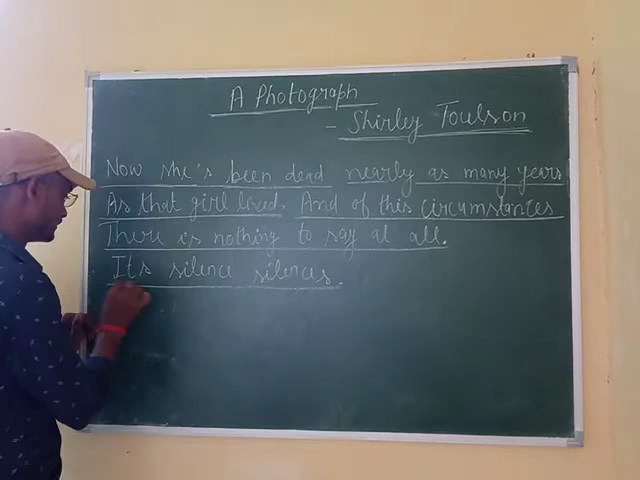 A Photograph
- Shirley Toulson
Now she's been dead nearly as many years
As that girl lived. And of this circumstances
There is nothing to say at all.
Its silence silences.